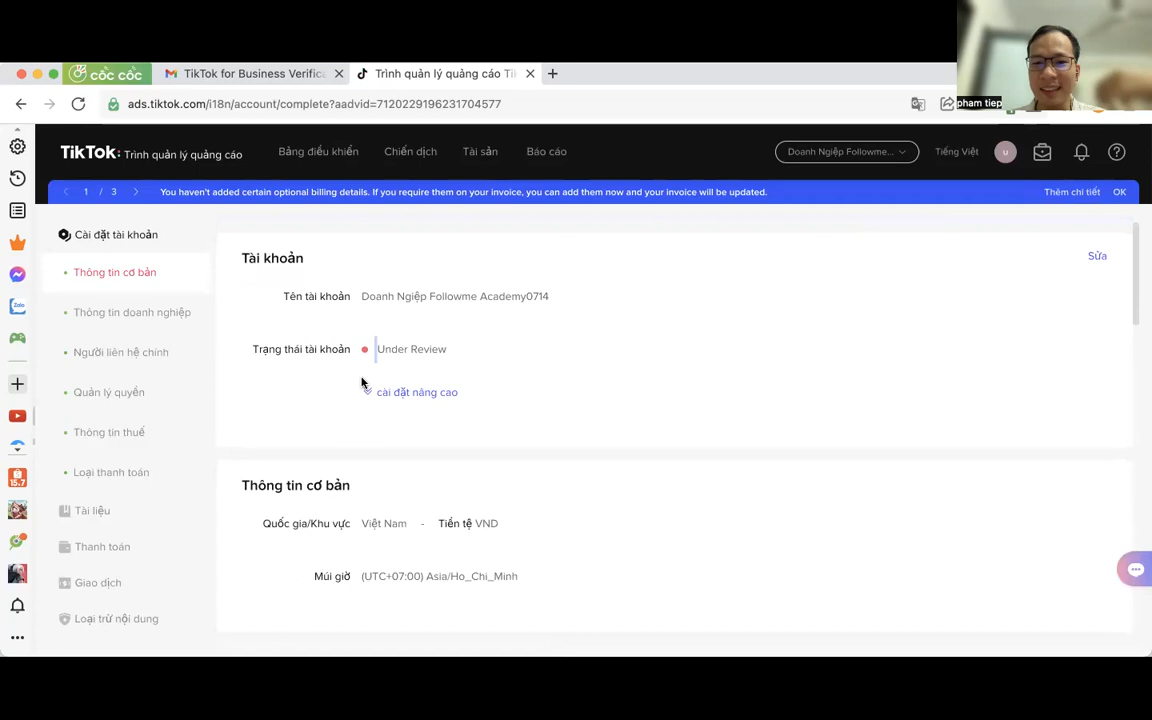 cốc cốc
TikTok for Business Verific
Trình quản lý quảng cáo Ti
ads.tiktok.com/i18n/account/complete?aadvid=7120229196231704577
pham tiep
TikTok: Trình quản lý quảng cáo
Bảng điều khiển
Chiến dịch
Tài sản
Báo cáo
Doanh Ngiệp Followme...
Tiếng Việt
u
1 / 3
You haven't added certain optional billing details. If you require them on your invoice, you can add them now and your invoice will be updated.
Thêm chi tiết
OK
Cài đặt tài khoản
Thông tin cơ bản
Thông tin doanh nghiệp
Người liên hệ chính
Quản lý quyền
Thông tin thuế
Loại thanh toán
Tài liệu
Thanh toán
Giao dịch
Loại trừ nội dung
Zalo
15.7
Tài khoản
Sửa
Tên tài khoản Doanh Ngiệp Followme Academy0714
Trạng thái tài khoản Under Review
cài đặt nâng cao
Thông tin cơ bản
Quốc gia/Khu vực Việt Nam - Tiền tệ VND
Múi giờ (UTC+07:00) Asia/Ho_Chi_Minh